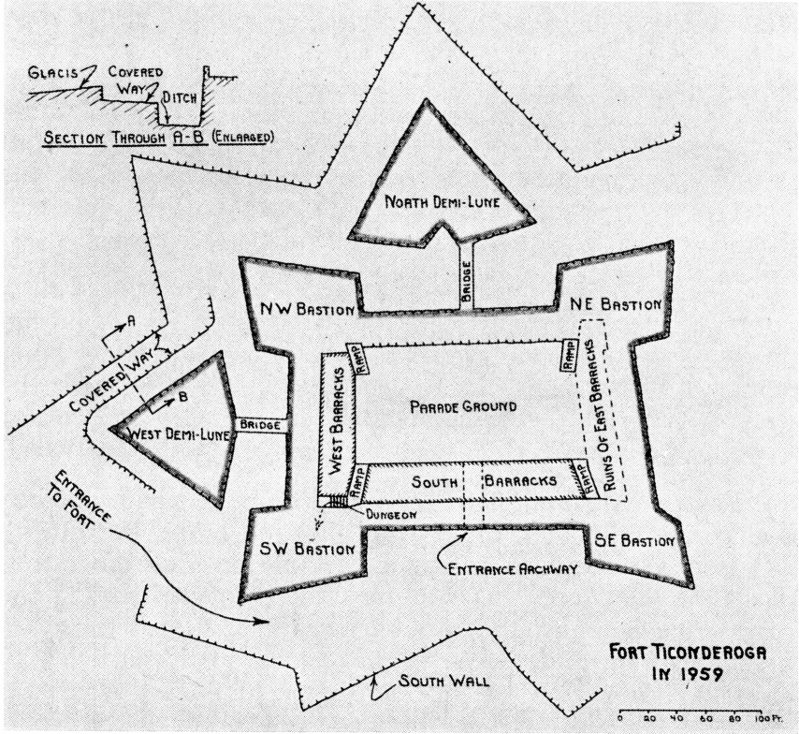 GLACIS
COVERED
WAY
DITCH
SECTION THROUGH A-B (ENLARGED)
NORTH DEMI-LUNE
BRIDGE
NW BASTION
NE BASTION
A
COVERED WAY
B
WEST DEMI-LUNE
BRIDGE
RAMP
RAMP
WEST BARRACKS
PARADE GROUND
RUINS OF EAST BARRACKS
RAMP
SOUTH BARRACKS
RAMP
ENTRANCE
TO FORT
DUNGEON
SW BASTION
SE BASTION
ENTRANCE ARCHWAY
SOUTH WALL
FORT TICONDEROGA
IN 1959
0 20 40 60 80 100 FT.